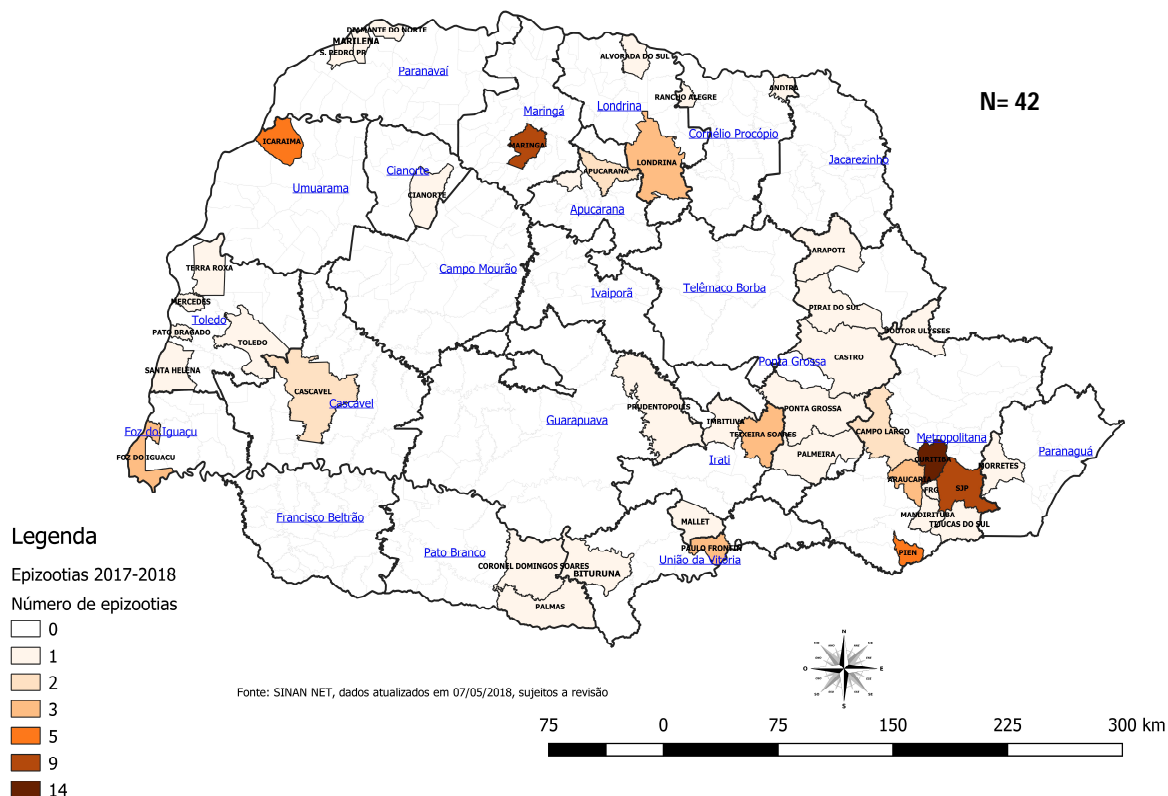 DIAMANTE DO NORTE
MARILENA
S. PEDRO PR
Paranavaí
ALVORADA DO SUL
RANCHO ALEGRE
ANDIRA
N= 42
Maringá
Londrina
Cornélio Procópio
ICARAIMA
MARINGA
LONDRINA
Jacarezinho
Cianorte
APUCARANA
Umuarama
CIANORTE
Apucarana
ARAPOTI
TERRA ROXA
Campo Mourão
Ivaiporã
Telêmaco Borba
MERCEDES
Toledo
PIRAI DO SUL
PATO BRAGADO
TOLEDO
DOUTOR ULYSSES
SANTA HELENA
CASTRO
Ponta Grossa
CASCAVEL
Cascavel
PRUDENTOPOLIS
PONTA GROSSA
Guarapuava
IMBITUVA
Foz do Iguaçu
TEIXEIRA SOARES
CAMPO LARGO
Metropolitana
FOZ DO IGUACU
PALMEIRA
Irati
CURITIBA
Paranaguá
MORRETES
ARAUCARIA
SJP
FRG
Francisco Beltrão
MANDIRITUBA
MALLET
TIJUCAS DO SUL
Pato Branco
PAULO FRONTIN
PIEN
União da Vitória
CORONEL DOMINGOS SOARES
BITURUNA
PALMAS
Legenda
Epizootias 2017-2018
Número de epizootias
0
1
2
3
5
9
14
N
O
E
S
Fonte: SINAN NET, dados atualizados em 07/05/2018, sujeitos a revisão
75 0 75 150 225 300 km